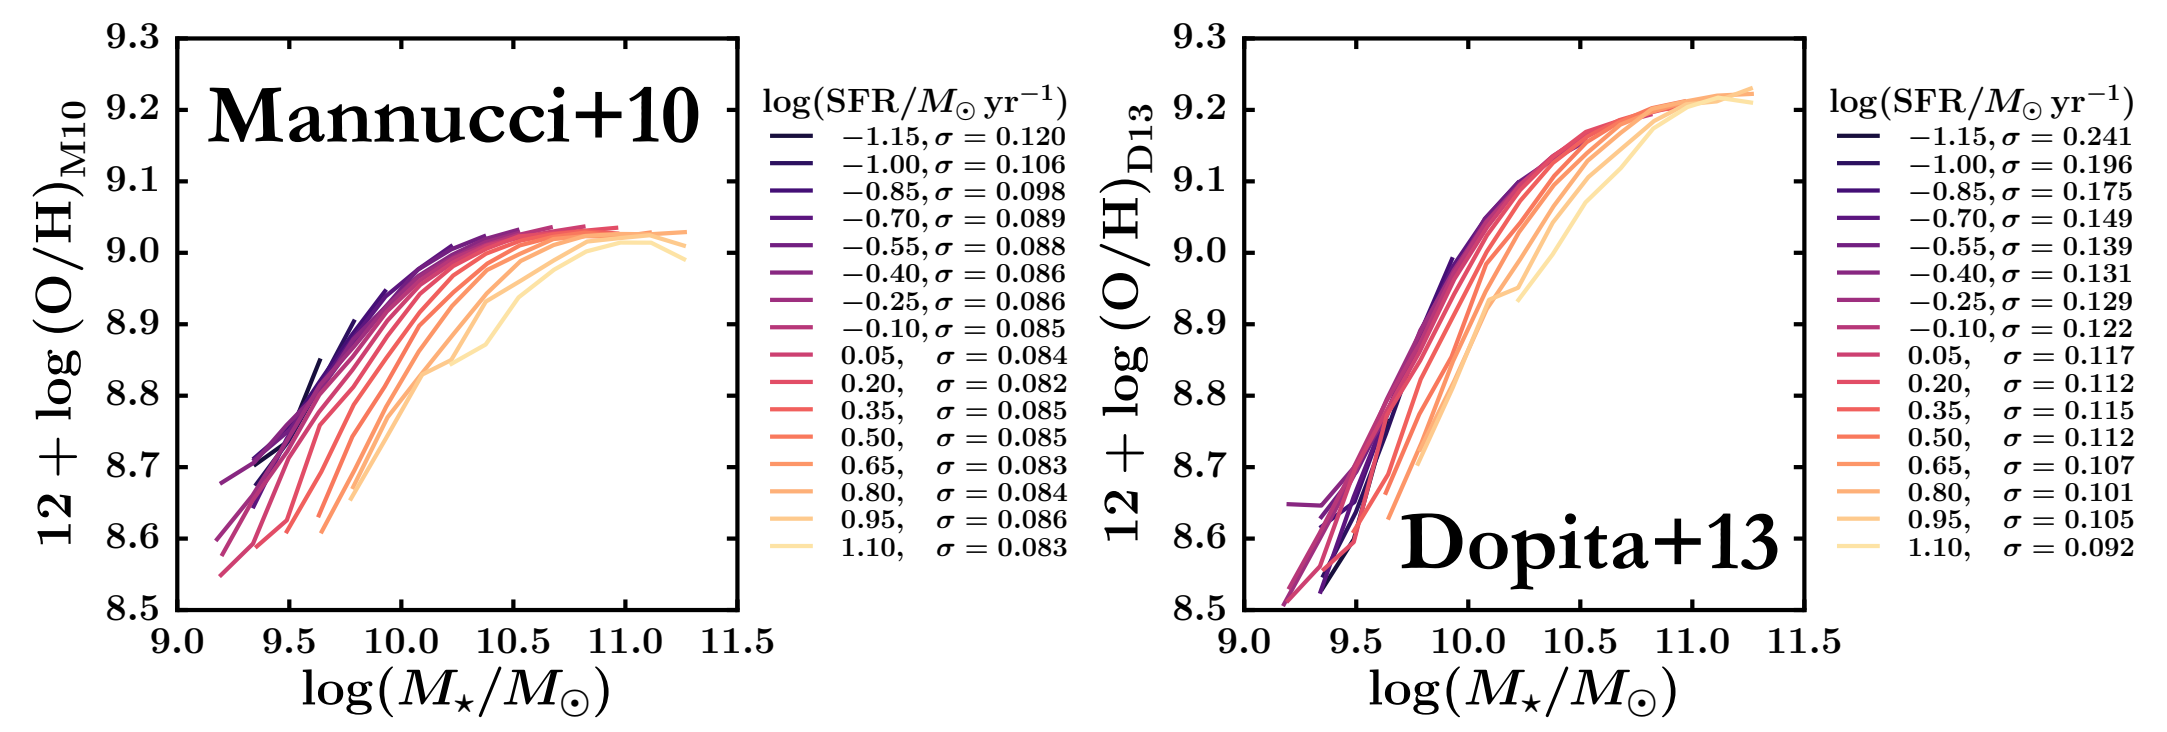 9.3
9.2
9.1
9.0
8.9
8.8
8.7
8.6
8.5
12 + log (O/H)M10
Mannucci+10
9.0 9.5 10.0 10.5 11.0 11.5
log(M⋆/M⊙)
log(SFR/M⊙ yr−1)
−1.15, σ = 0.120
−1.00, σ = 0.106
−0.85, σ = 0.098
−0.70, σ = 0.089
−0.55, σ = 0.088
−0.40, σ = 0.086
−0.25, σ = 0.086
−0.10, σ = 0.085
0.05, σ = 0.084
0.20, σ = 0.082
0.35, σ = 0.085
0.50, σ = 0.085
0.65, σ = 0.083
0.80, σ = 0.084
0.95, σ = 0.086
1.10, σ = 0.083
9.3
9.2
9.1
9.0
8.9
8.8
8.7
8.6
8.5
12 + log (O/H)D13
Dopita+13
9.0 9.5 10.0 10.5 11.0 11.5
log(M⋆/M⊙)
log(SFR/M⊙ yr−1)
−1.15, σ = 0.241
−1.00, σ = 0.196
−0.85, σ = 0.175
−0.70, σ = 0.149
−0.55, σ = 0.139
−0.40, σ = 0.131
−0.25, σ = 0.129
−0.10, σ = 0.122
0.05, σ = 0.117
0.20, σ = 0.112
0.35, σ = 0.115
0.50, σ = 0.112
0.65, σ = 0.107
0.80, σ = 0.101
0.95, σ = 0.105
1.10, σ = 0.092